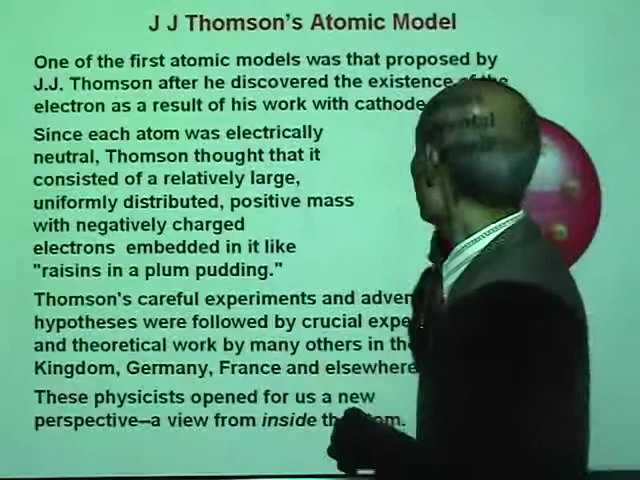 J J Thomson's Atomic Model
One of the first atomic models was that proposed by
J.J. Thomson after he discovered the existence of the
electron as a result of his work with cathode
Since each atom was electrically
neutral, Thomson thought that it
consisted of a relatively large,
uniformly distributed, positive mass
with negatively charged
electrons embedded in it like
"raisins in a plum pudding."
Thomson's careful experiments and
hypotheses were followed by crucial
and theoretical work by many others in
Kingdom, Germany, France and elsewhere
These physicists opened for us a new
perspective–a view from inside